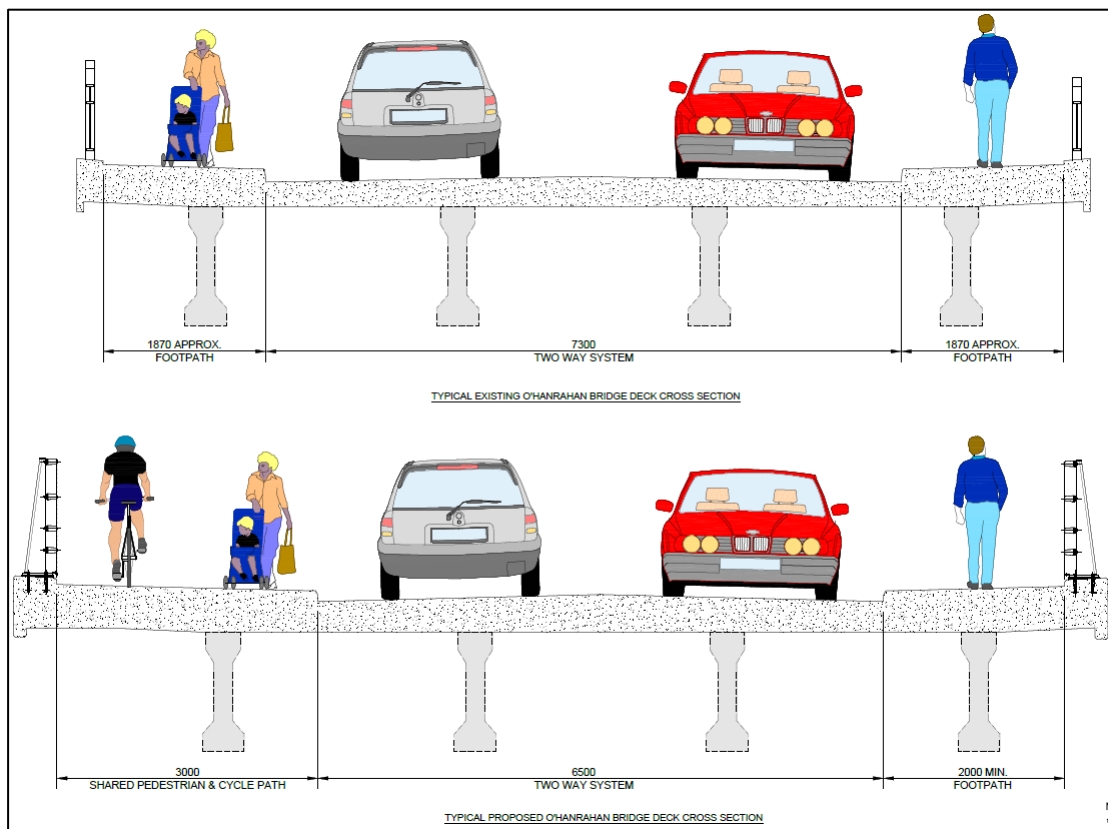 1870 APPROX.
FOOTPATH
7300
TWO WAY SYSTEM
1870 APPROX.
FOOTPATH
TYPICAL EXISTING O'HANRAHAN BRIDGE DECK CROSS SECTION
3000
SHARED PEDESTRIAN & CYCLE PATH
6500
TWO WAY SYSTEM
2000 MIN.
FOOTPATH
TYPICAL PROPOSED O'HANRAHAN BRIDGE DECK CROSS SECTION